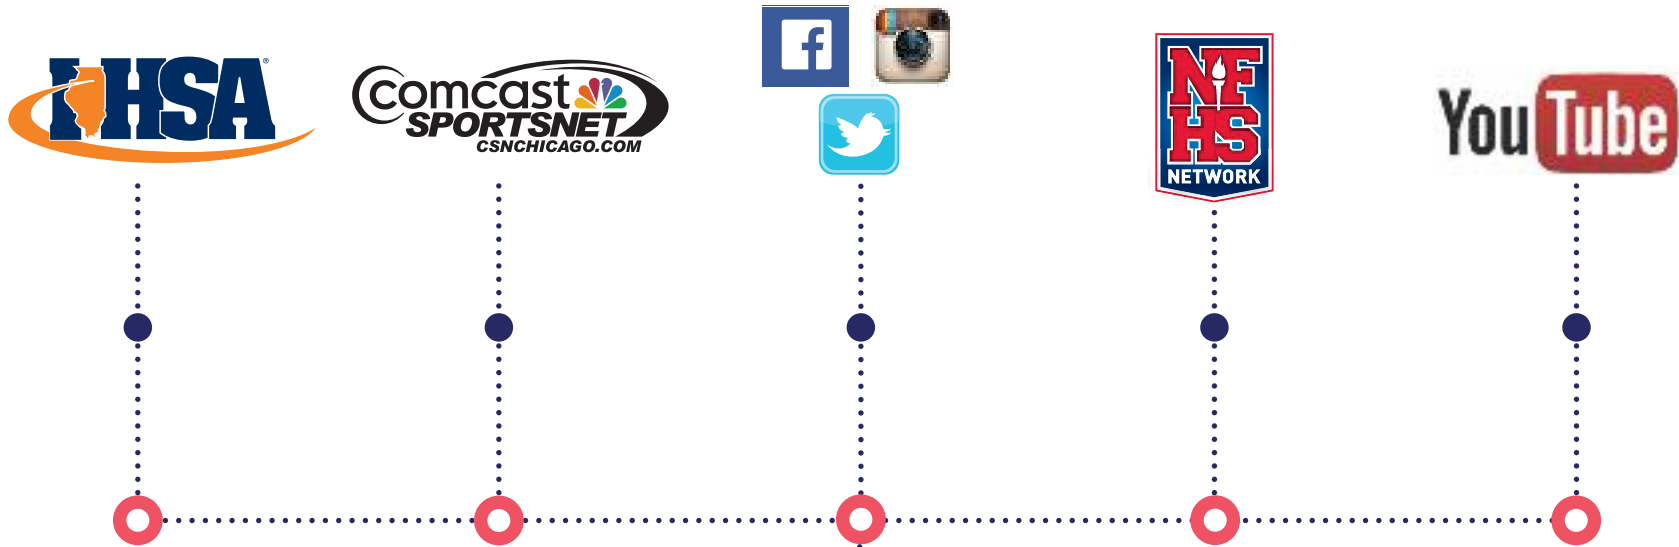 IHSA®
comcast
SPORTSNET
CSNCHICAGO.COM
f
NF
HS
NETWORK
YouTube